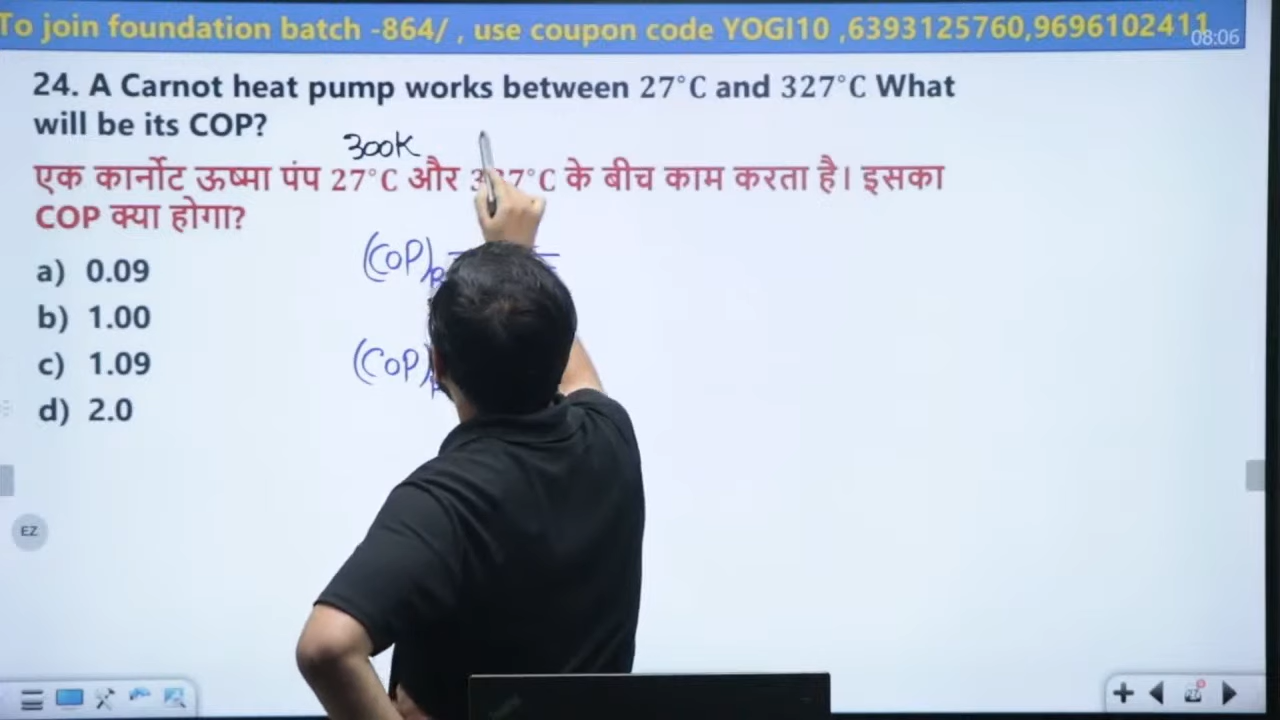 To join foundation batch -864/ , use coupon code YOGI10 ,6393125760,9696102411
08:06
24. A Carnot heat pump works between 27°C and 327°C What
will be its COP?
300K
एक कार्नोट ऊष्मा पंप 27°C और 327°C के बीच काम करता है। इसका
COP क्या होगा?
(COP)
a) 0.09
b) 1.00
(COP)
c) 1.09
d) 2.0
EZ